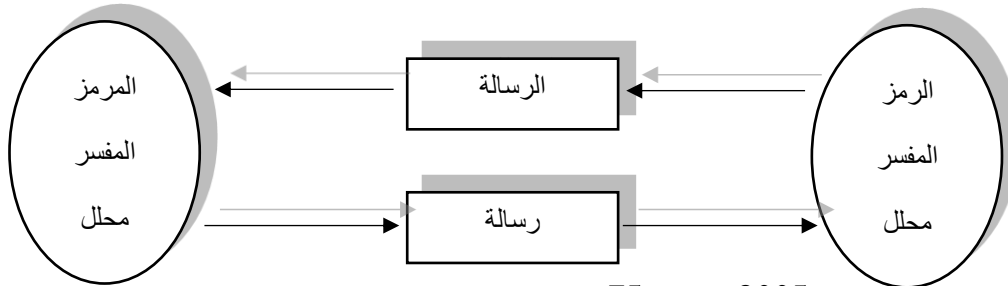 الرمز
المفسر
محلل
الرسالة
رسالة
المرمز
المفسر
محلل